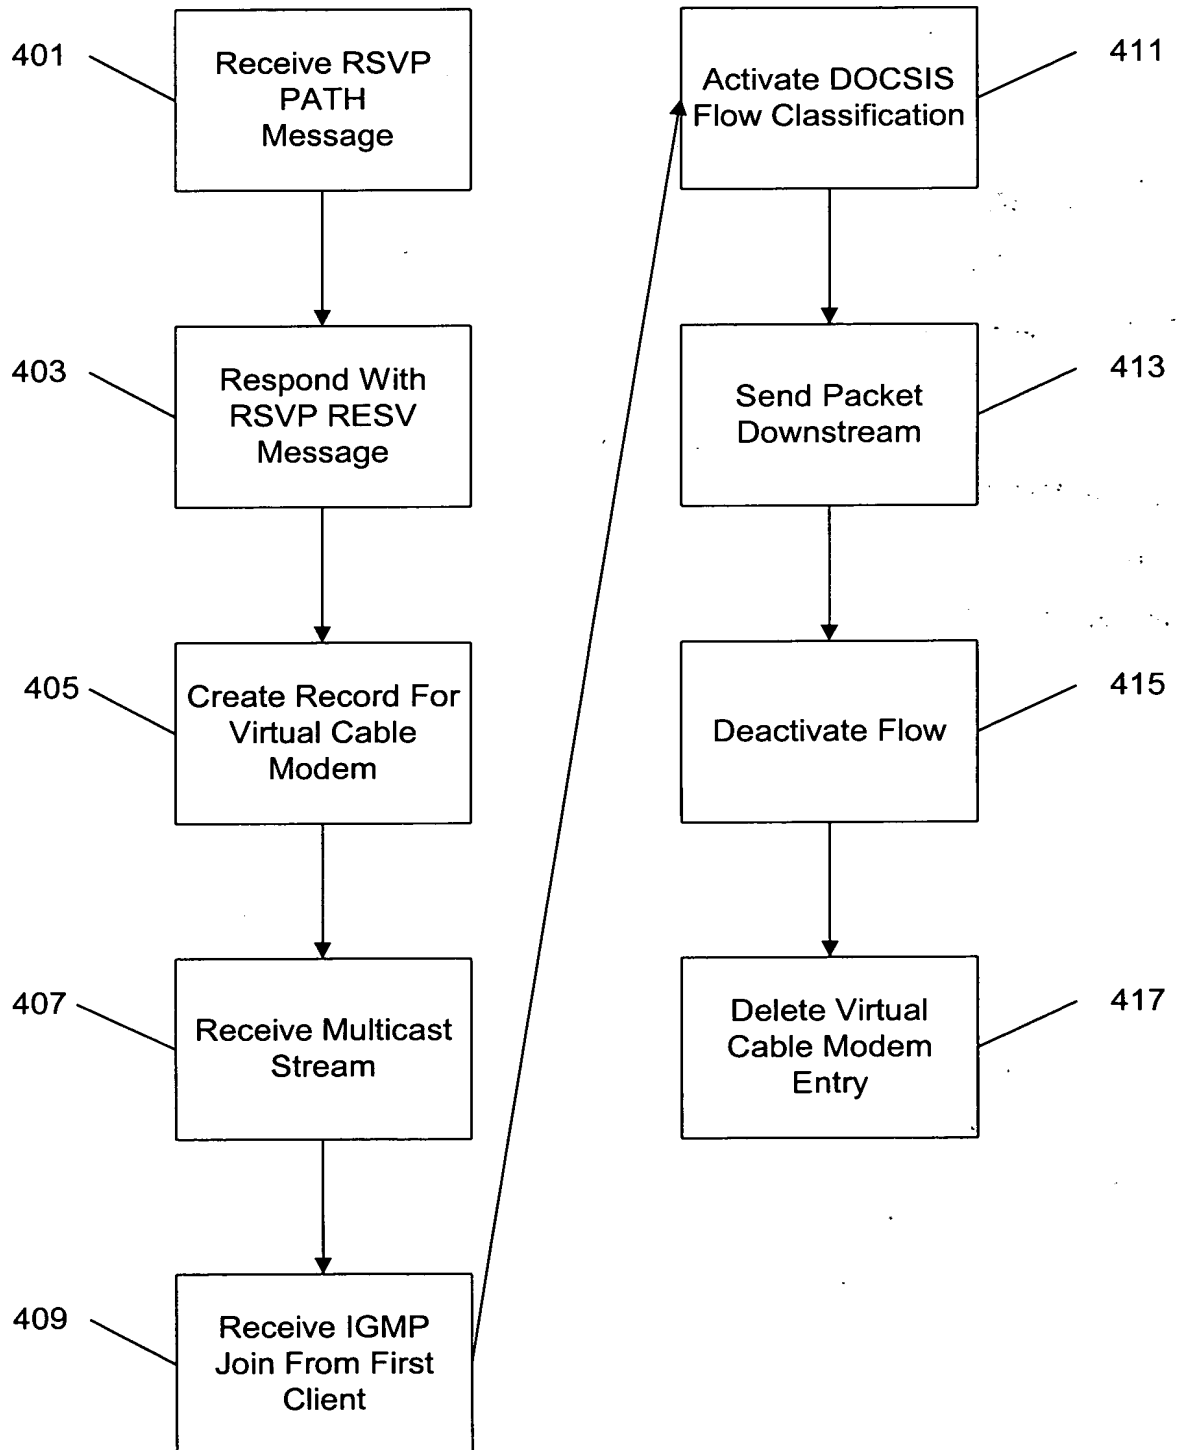 401
Receive RSVP
PATH
Message
403
Respond With
RSVP RESV
Message
405
Create Record For
Virtual Cable
Modem
407
Receive Multicast
Stream
409
Receive IGMP
Join From First
Client
411
Activate DOCSIS
Flow Classification
413
Send Packet
Downstream
415
Deactivate Flow
417
Delete Virtual
Cable Modem
Entry